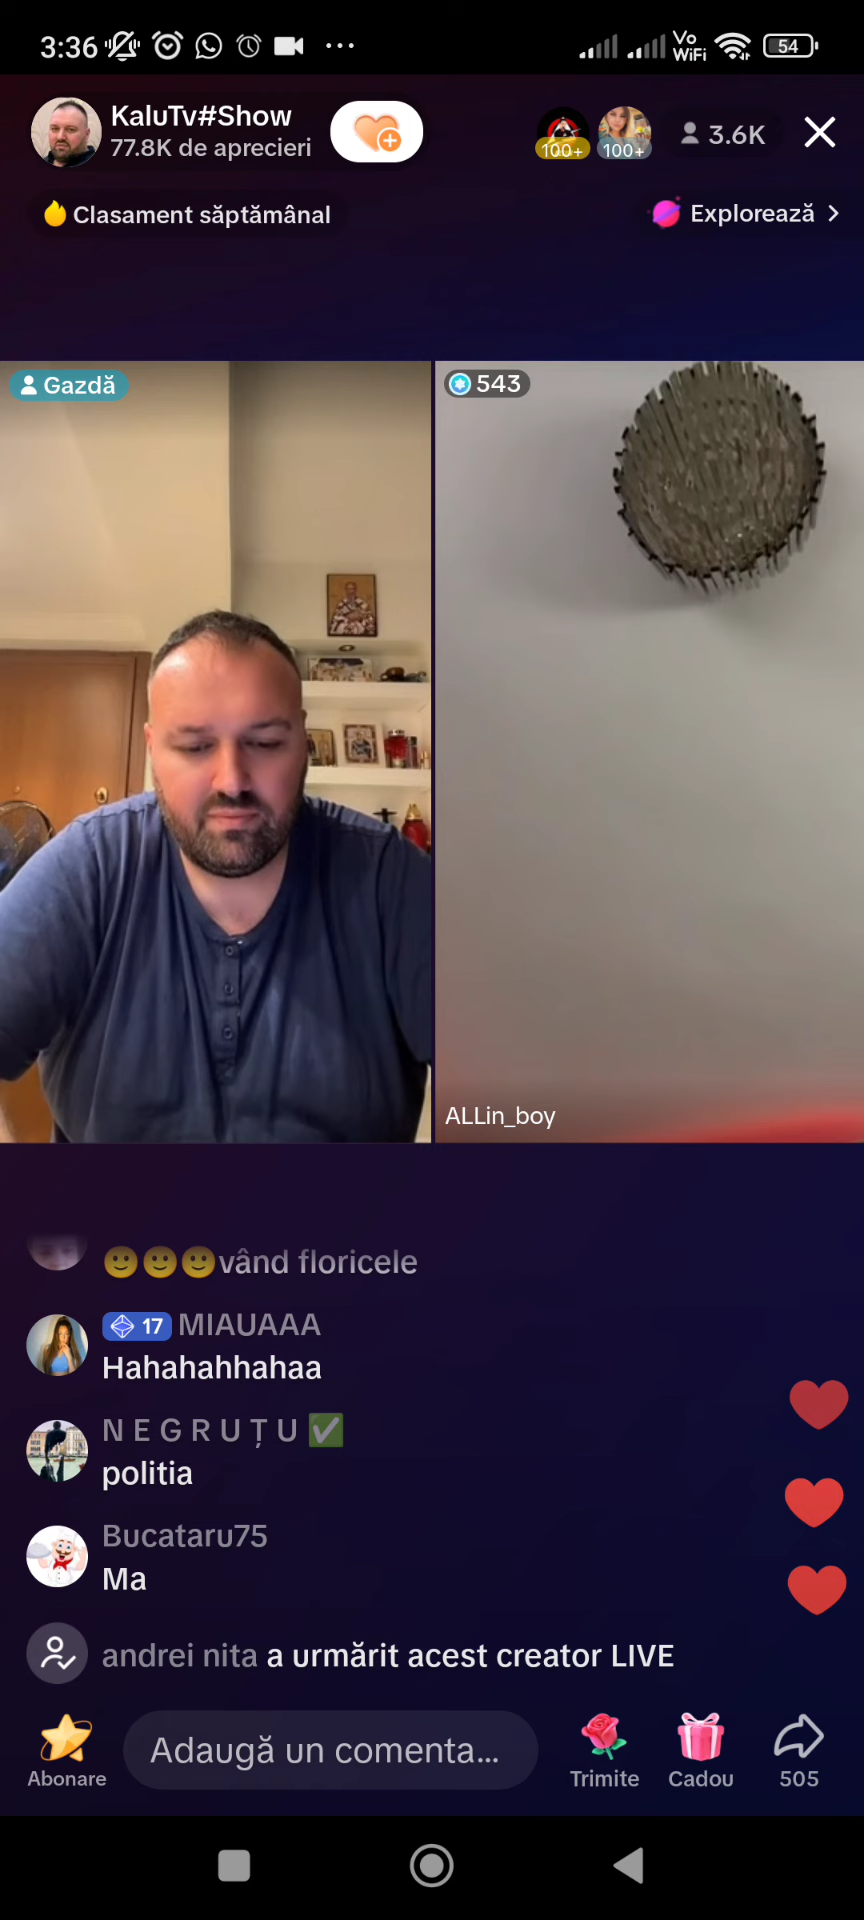 3:36
Vo
WiFi
54
KaluTv#Show
77.8K de aprecieri
100+
100+
3.6K
Clasament săptămânal
Explorează
Gazdă
543
ALLin_boy
vând floricele
17 MIAUAAA
Hahahahhahaa
N E G R U Ț U
politia
Bucataru75
Ma
andrei nita a urmărit acest creator LIVE
Adaugă un comenta...
Abonare
Trimite
Cadou
505